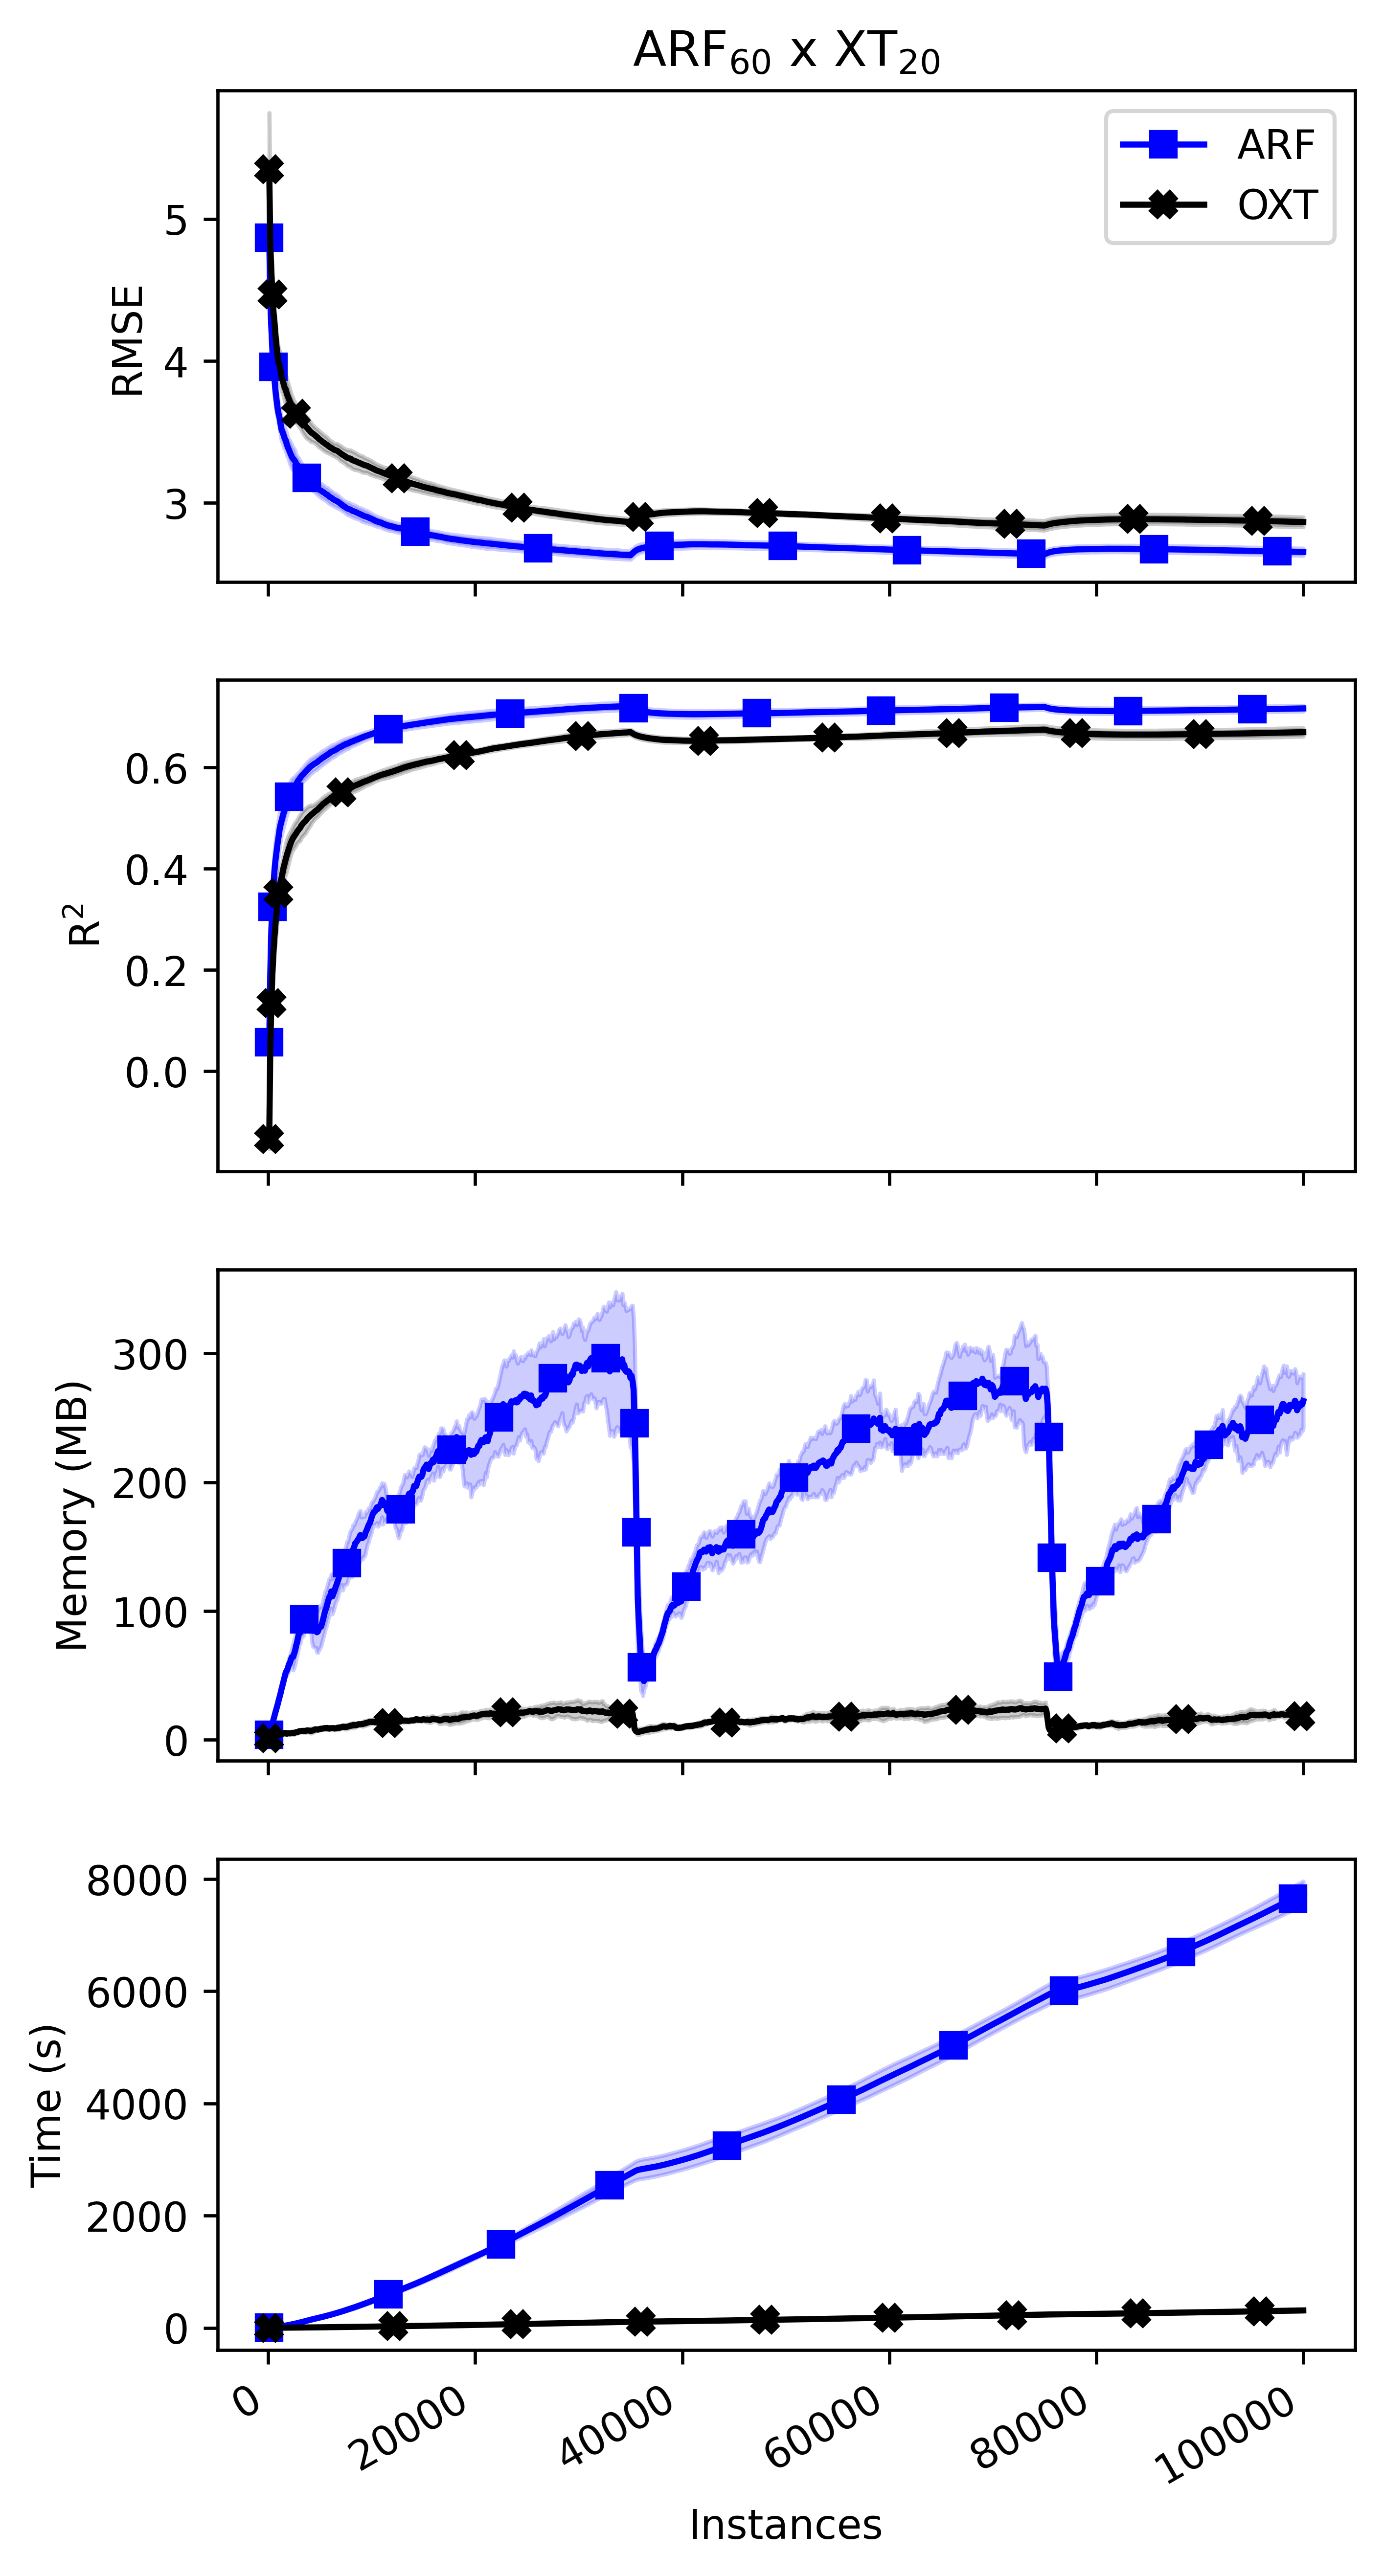 ARF₆₀ x XT₂₀
ARF
OXT
RMSE
5
4
3
R²
0.6
0.4
0.2
0.0
Memory (MB)
300
200
100
0
Time (s)
8000
6000
4000
2000
0
0
20000
40000
60000
80000
100000
Instances